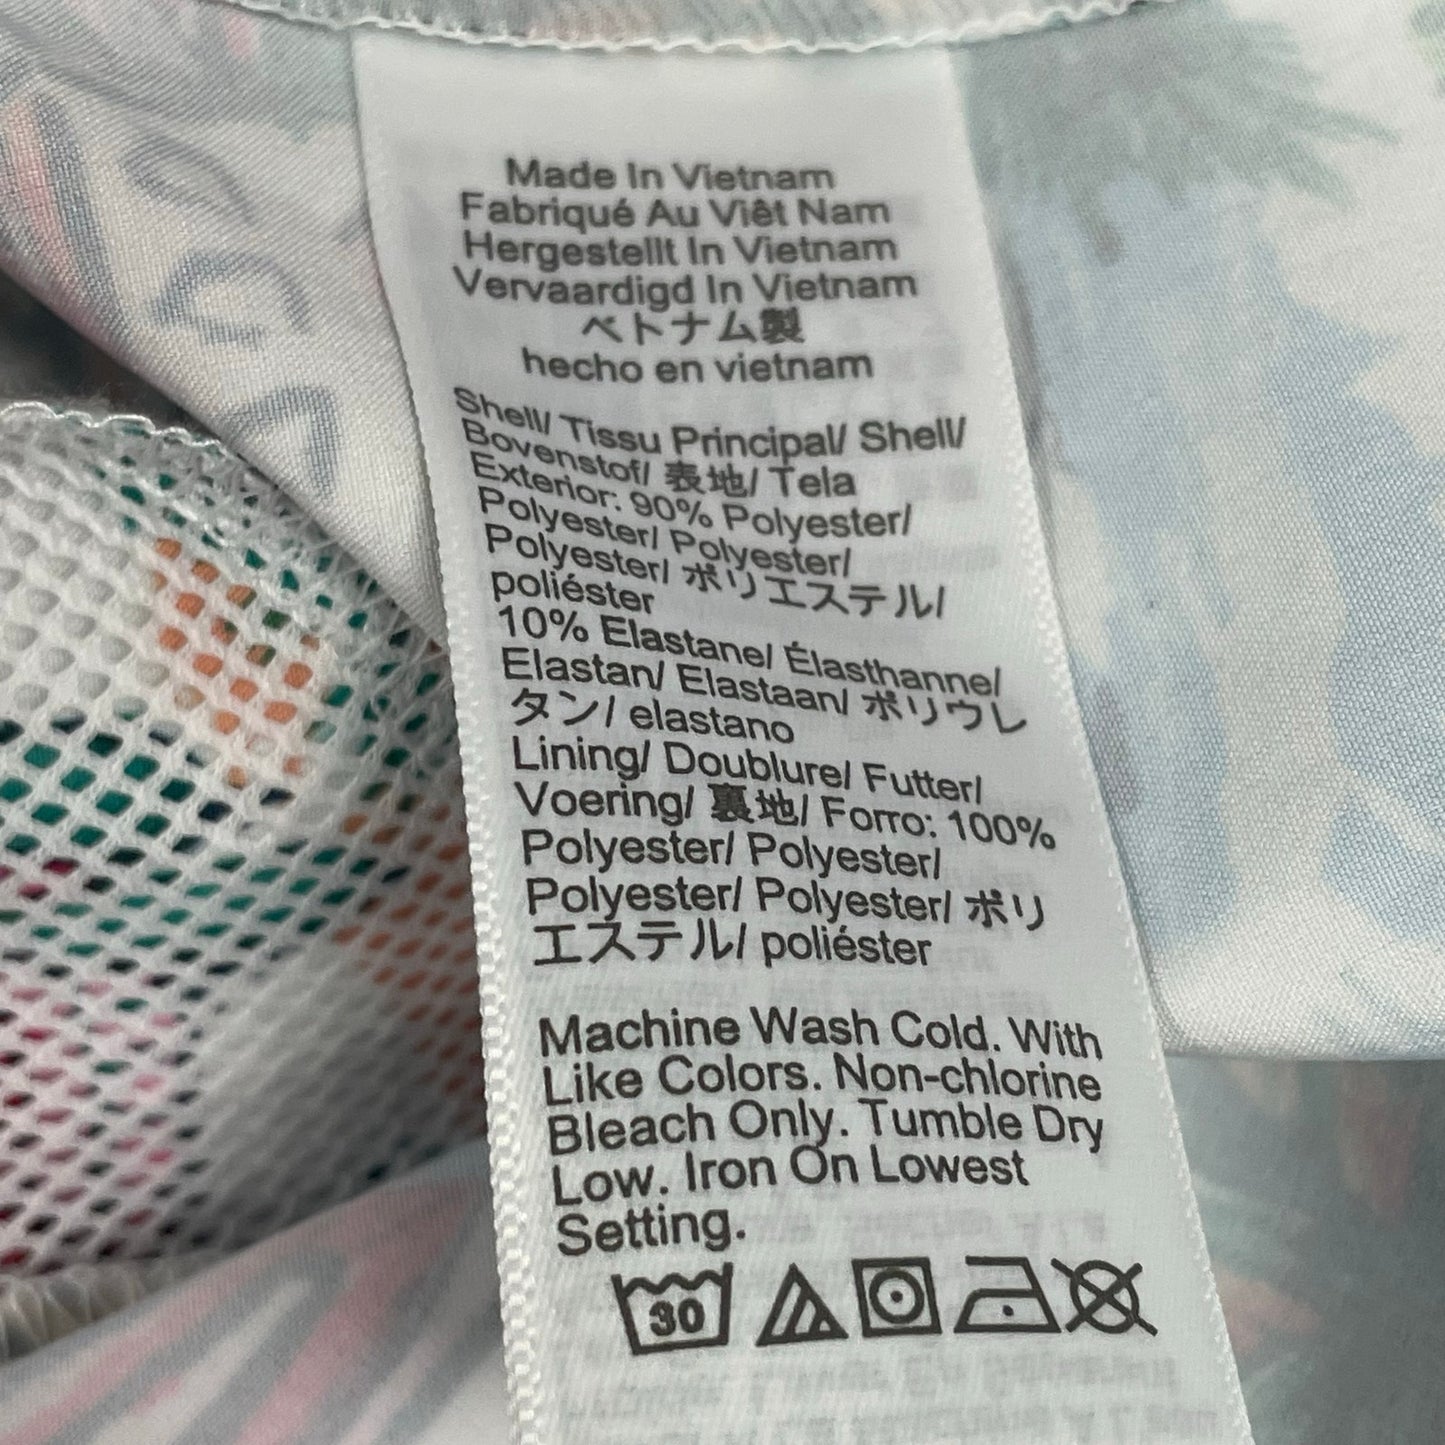 Made In Vietnam
Fabriqué Au Viêt Nam
Hergestellt In Vietnam
Vervaardigd In Vietnam
ベトナム製
hecho en vietnam
Shell/ Tissu Principal/ Shell/
Bovenstof/ 表地/ Tela
Exterior: 90% Polyester/
Polyester/ Polyester/
Polyester/ ポリエステル/
poliéster
10% Elastane/ Élasthanne/
Elastan/ Elastaan/ ポリウレ
タン/ elastano
Lining/ Doublure/ Futter/
Voering/ 裏地/ Forro: 100%
Polyester/ Polyester/
Polyester/ Polyester/ ポリ
エステル/ poliéster
Machine Wash Cold. With
Like Colors. Non-chlorine
Bleach Only. Tumble Dry
Low. Iron On Lowest
Setting.
30